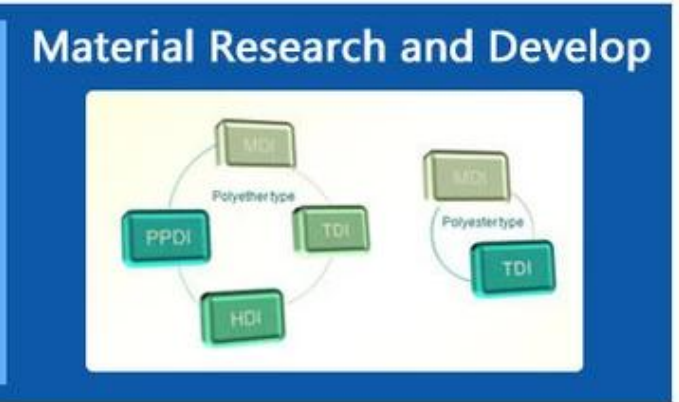 Material Research and Develop
MDI
Polyether type
PPDI
TDI
HDI
MDI
Polyester type
TDI